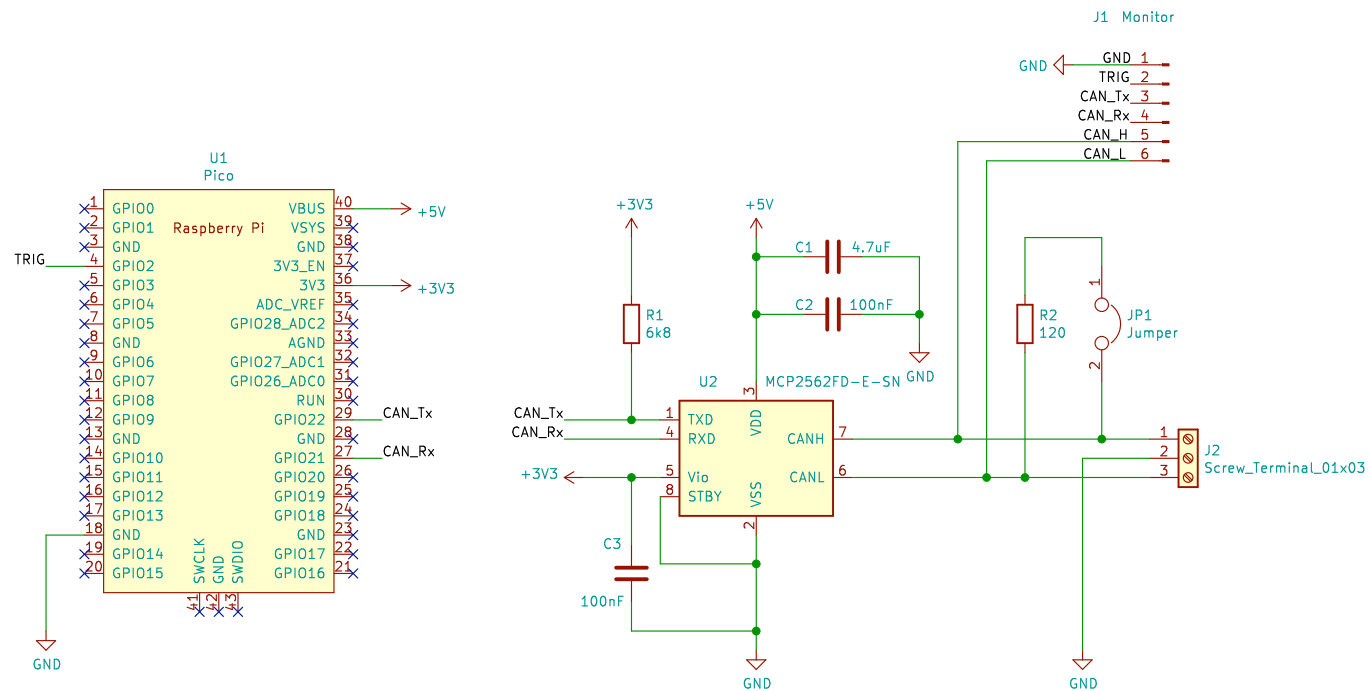 J1 Monitor
GND 1
GND
TRIG 2
CAN_Tx 3
CAN_Rx 4
CAN_H 5
CAN_L 6
U1
Pico
Raspberry Pi
1 GPIO0
2 GPIO1
3 GND
TRIG 4 GPIO2
5 GPIO3
6 GPIO4
7 GPIO5
8 GND
9 GPIO6
10 GPIO7
11 GPIO8
12 GPIO9
13 GND
14 GPIO10
15 GPIO11
16 GPIO12
17 GPIO13
18 GND
19 GPIO14
20 GPIO15
VBUS 40 +5V
VSYS 39
GND 38
3V3_EN 37
3V3 36 +3V3
ADC_VREF 35
GPIO28_ADC2 34
AGND 33
GPIO27_ADC1 32
GPIO26_ADC0 31
RUN 30
GPIO22 29 CAN_Tx
GND 28
GPIO21 27 CAN_Rx
GPIO20 26
GPIO19 25
GPIO18 24
GND 23
GPIO17 22
GPIO16 21
SWCLK 41
GND 42
SWDIO 43
GND
+3V3
R1
6k8
+5V
C1 4.7uF
C2 100nF
GND
U2 MCP2562FD-E-SN
3
VDD
CAN_Tx 1 TXD
CAN_Rx 4 RXD
+3V3 5 Vio
8 STBY
CANH 7
CANL 6
VSS
2
C3
100nF
GND
R2
120
1
JP1
Jumper
2
1
2
3
J2
Screw_Terminal_01x03
GND